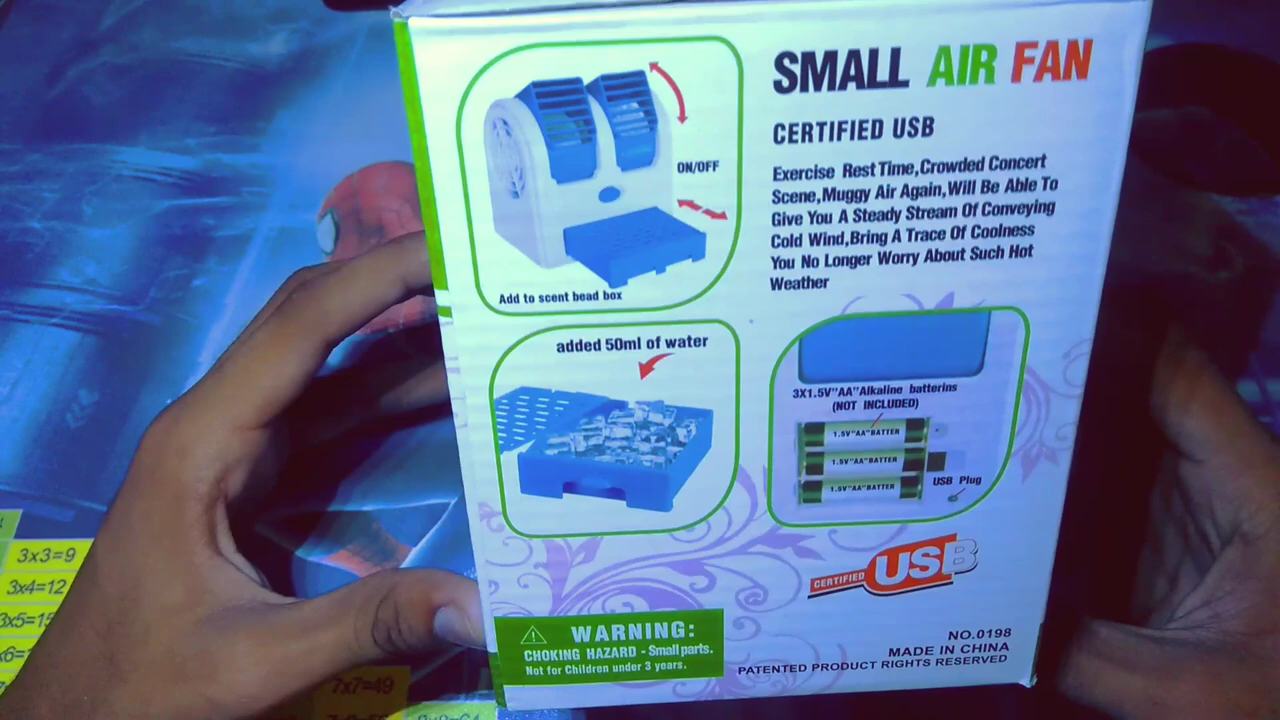 SMALL AIR FAN
CERTIFIED USB
Exercise Rest Time,Crowded Concert
Scene,Muggy Air Again,Will Be Able To
Give You A Steady Stream Of Conveying
Cold Wind,Bring A Trace Of Coolness
You No Longer Worry About Such Hot
Weather
ON/OFF
Add to scent bead box
added 50ml of water
3X1.5V"AA"Alkaline batterins
(NOT INCLUDED)
1.5V"AA"BATTER
1.5V"AA"BATTER
1.5V"AA"BATTER
USB Plug
CERTIFIED USB
WARNING:
CHOKING HAZARD - Small parts.
Not for Children under 3 years.
NO.0198
MADE IN CHINA
PATENTED PRODUCT RIGHTS RESERVED
3x3=9
3x4=12
7x7=49